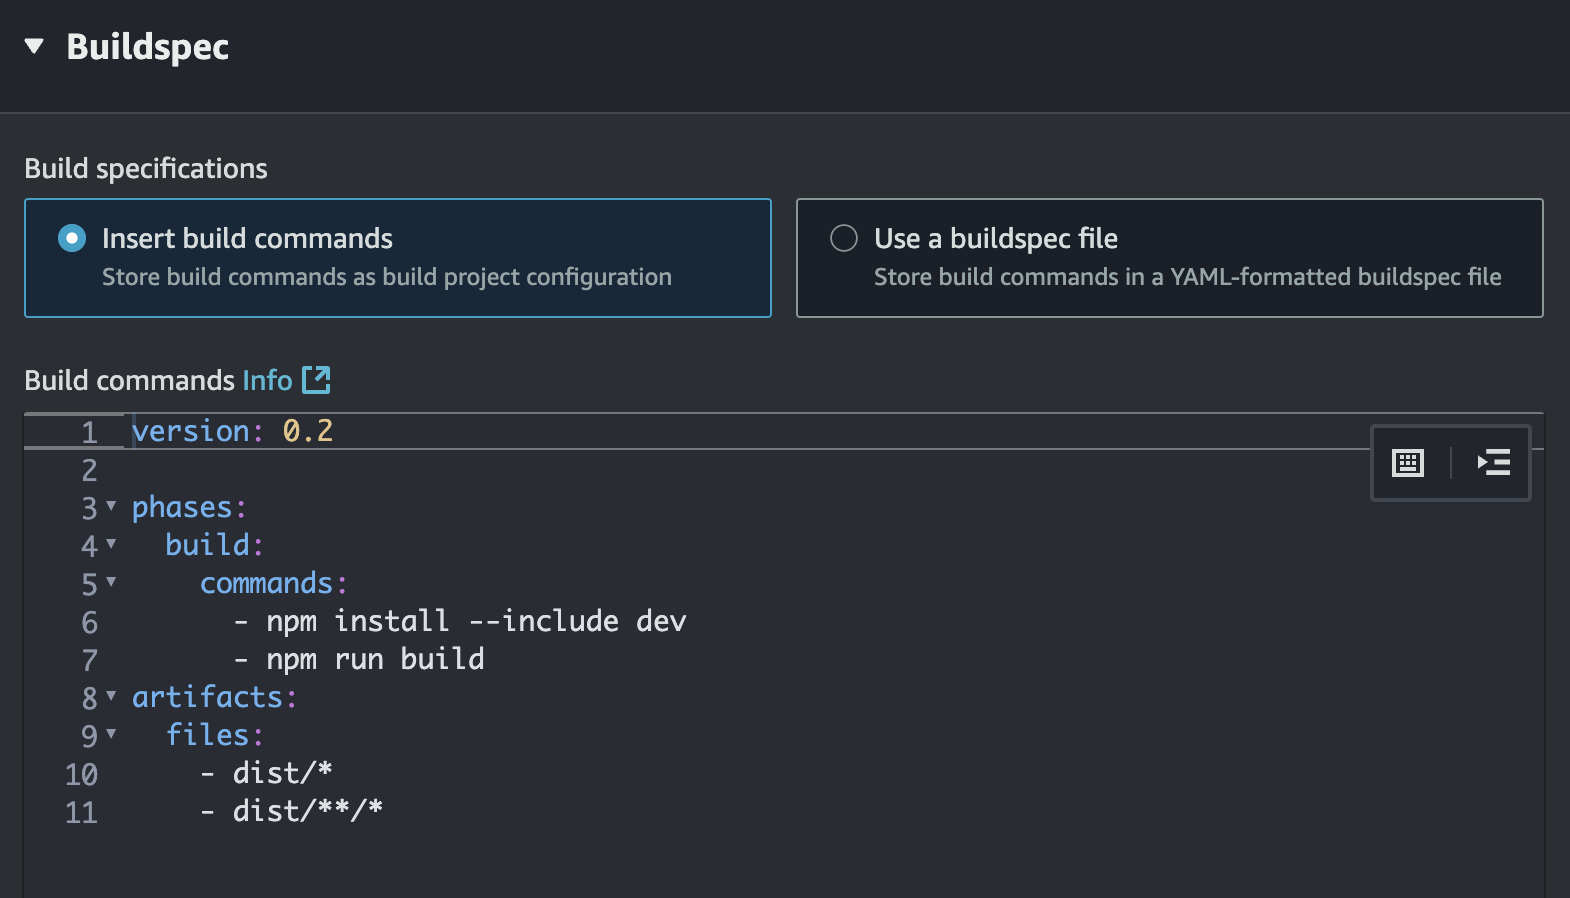 Buildspec
Build specifications
Insert build commands
Store build commands as build project configuration
Use a buildspec file
Store build commands in a YAML-formatted buildspec file
Build commands Info
1 version: 0.2
2
3 phases:
4   build:
5     commands:
6       - npm install --include dev
7       - npm run build
8 artifacts:
9   files:
10     - dist/*
11     - dist/**/*